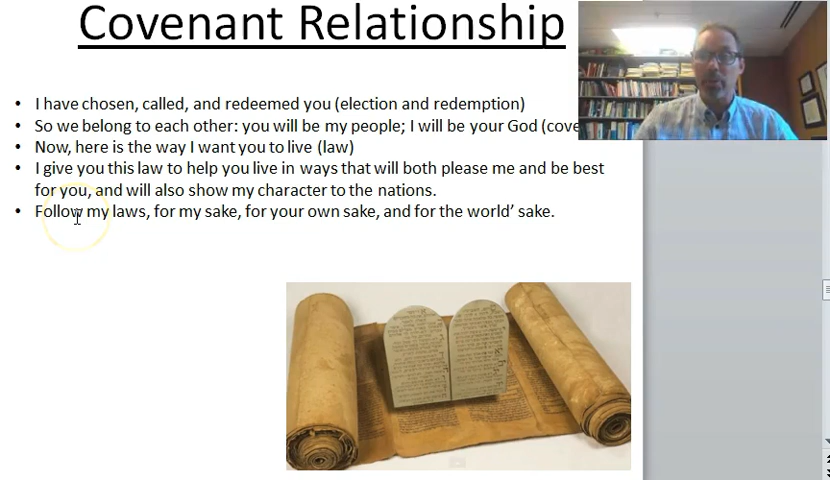 Covenant Relationship
• I have chosen, called, and redeemed you (election and redemption)
• So we belong to each other: you will be my people; I will be your God (cove
• Now, here is the way I want you to live (law)
• I give you this law to help you live in ways that will both please me and be best
for you, and will also show my character to the nations.
• Follow my laws, for my sake, for your own sake, and for the world’ sake.